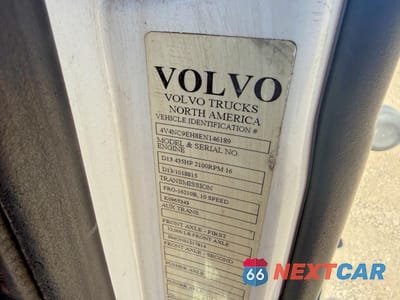 VOLVO
VOLVO TRUCKS
NORTH AMERICA
VEHICLE IDENTIFICATION #
4V4NC9EH8EN146189
MODEL & SERIAL NO.
ENGINE
D13 435HP 2100RPM 16
D13/1018815
TRANSMISSION
FRO-16210B, 10 SPEED
AUX.TRANS
FRONT AXLE - FIRST
FRONT AXLE - SECOND
66 NEXTCAR